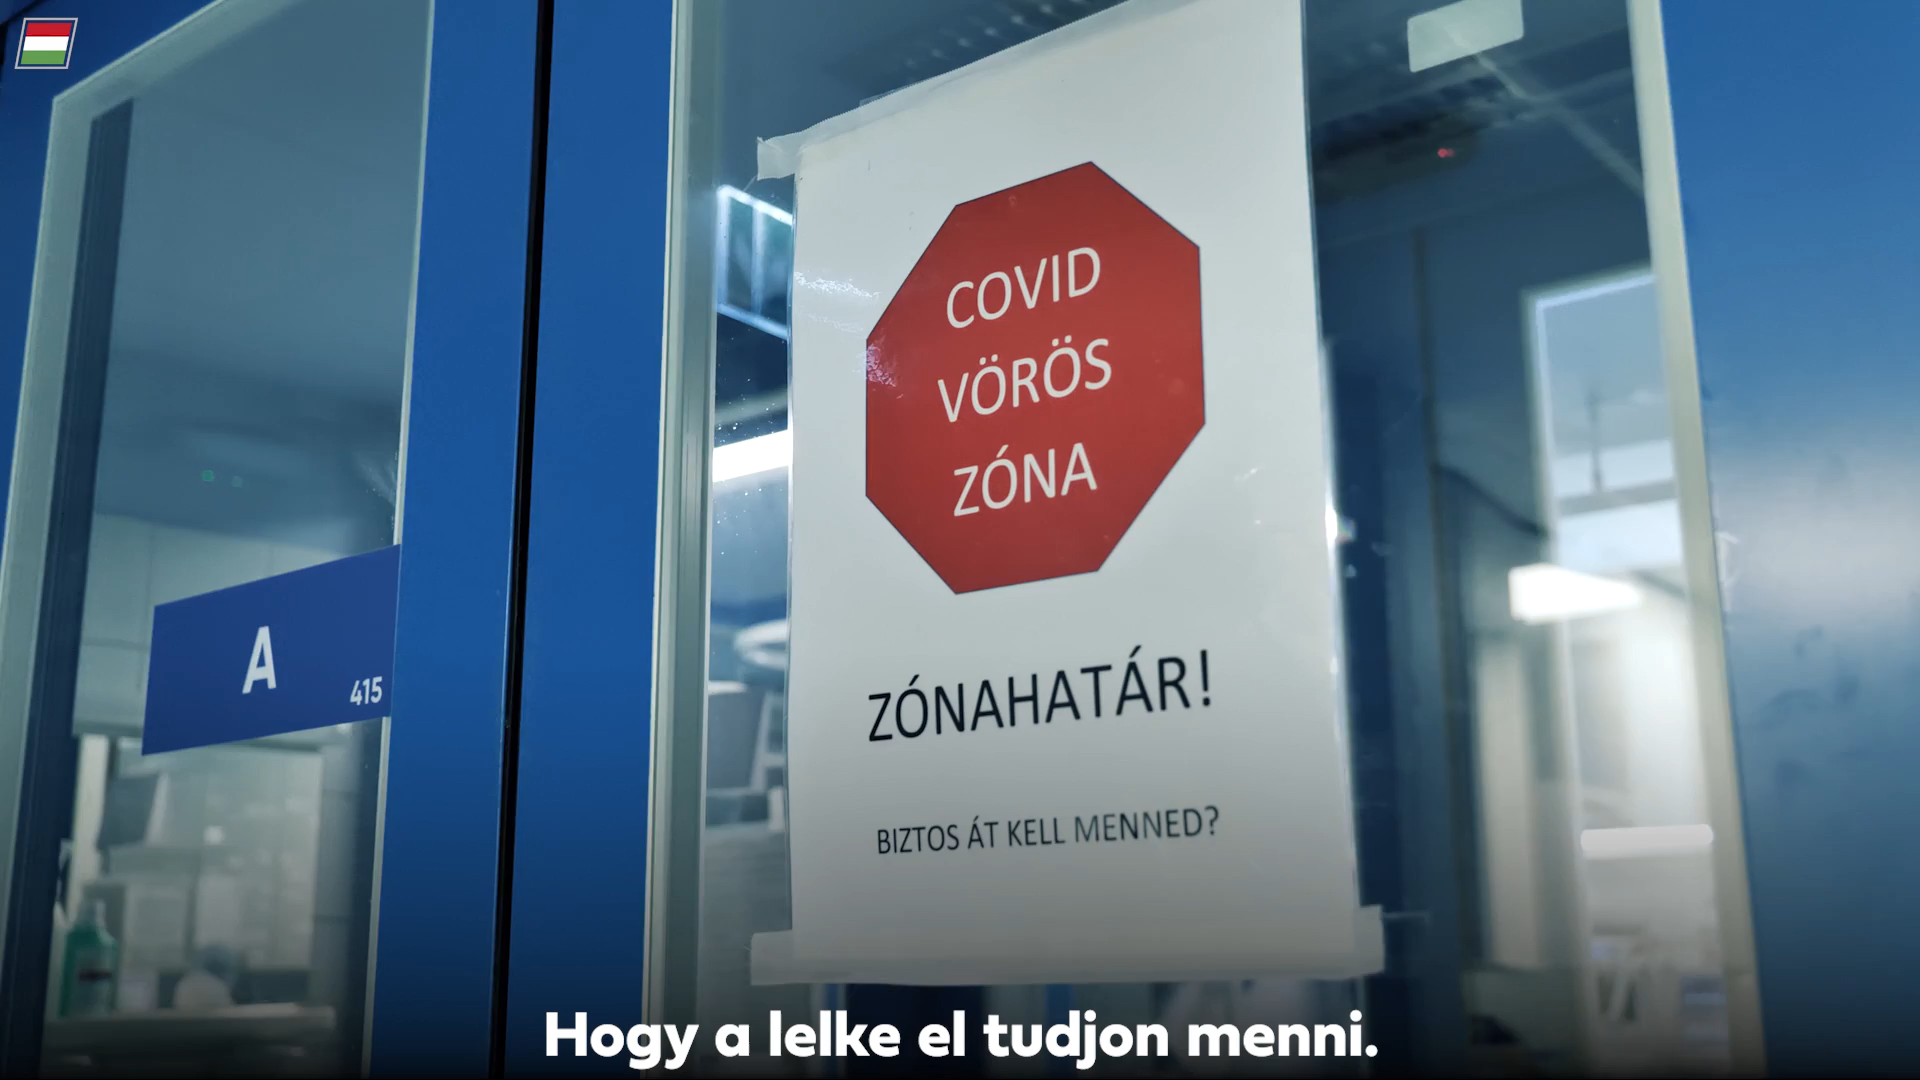 COVID
VÖRÖS
ZÓNA
ZÓNAHATÁR!
BIZTOS ÁT KELL MENNED?
A
415
Hogy a lelke el tudjon menni.